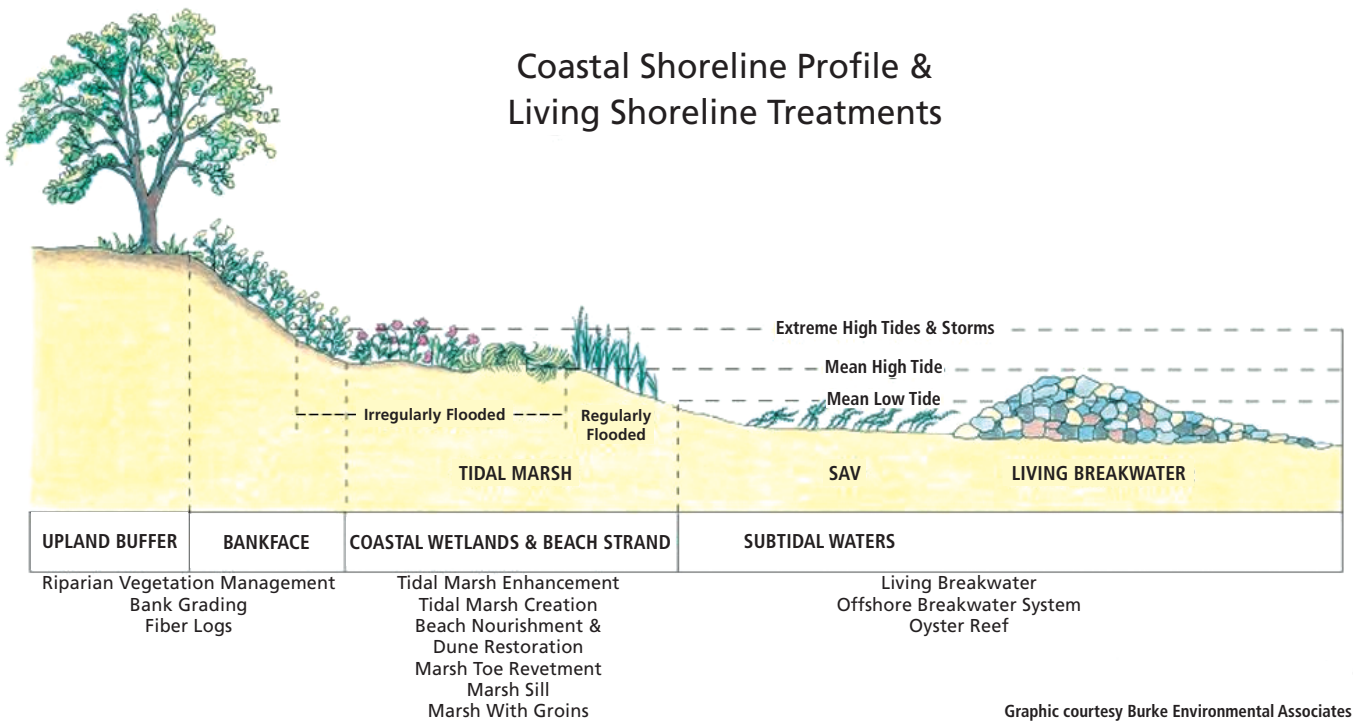 Coastal Shoreline Profile &
Living Shoreline Treatments
Extreme High Tides & Storms
Mean High Tide
Mean Low Tide
Irregularly Flooded
Regularly
Flooded
TIDAL MARSH
SAV
LIVING BREAKWATER
UPLAND BUFFER
BANKFACE
COASTAL WETLANDS & BEACH STRAND
SUBTIDAL WATERS
Riparian Vegetation Management
Bank Grading
Fiber Logs
Tidal Marsh Enhancement
Tidal Marsh Creation
Beach Nourishment &
Dune Restoration
Marsh Toe Revetment
Marsh Sill
Marsh With Groins
Living Breakwater
Offshore Breakwater System
Oyster Reef
Graphic courtesy Burke Environmental Associates